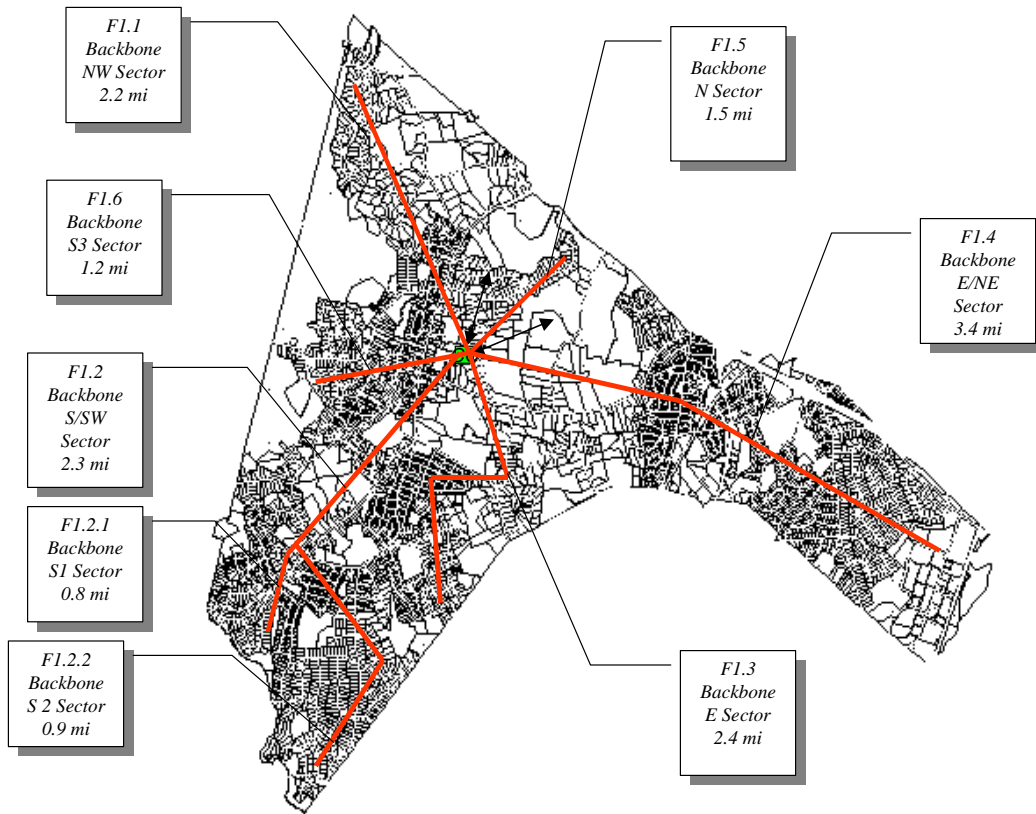 F1.1
Backbone
NW Sector
2.2 mi
F1.5
Backbone
N Sector
1.5 mi
F1.6
Backbone
S3 Sector
1.2 mi
F1.4
Backbone
E/NE
Sector
3.4 mi
F1.2
Backbone
S/SW
Sector
2.3 mi
F1.2.1
Backbone
S1 Sector
0.8 mi
F1.2.2
Backbone
S 2 Sector
0.9 mi
F1.3
Backbone
E Sector
2.4 mi